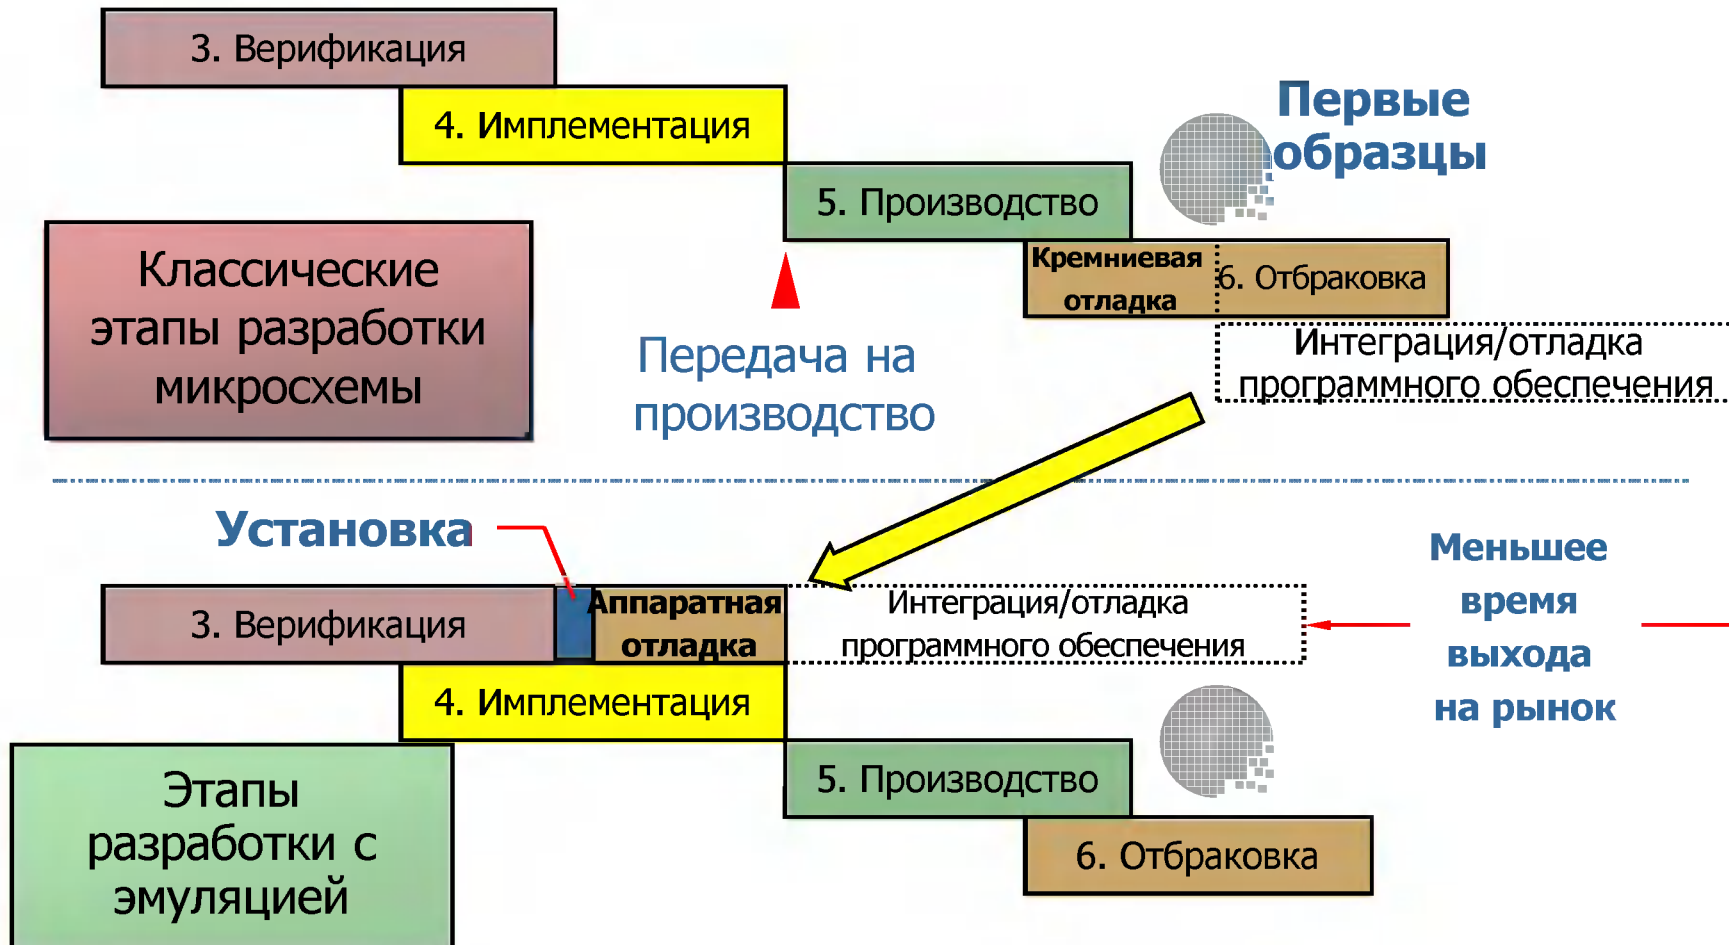 3. Верификация
4. Имплементация
Первые
образцы
5. Производство
Кремниевая
отладка
6. Отбраковка
Классические
этапы разработки
микросхемы
Передача на
производство
Интеграция/отладка
программного обеспечения
Установка
Меньшее
время
выхода
на рынок
3. Верификация
Аппаратная
отладка
Интеграция/отладка
программного обеспечения
4. Имплементация
5. Производство
6. Отбраковка
Этапы
разработки с
эмуляцией